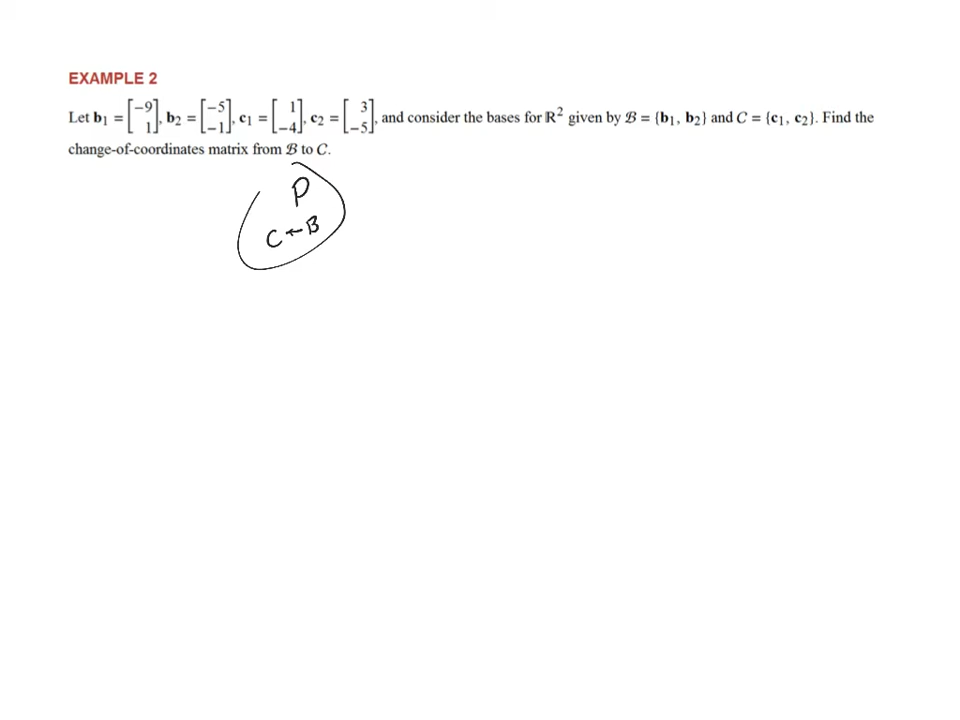 EXAMPLE 2
Let b₁ = [−9 1], b₂ = [−5 −1], c₁ = [1 −4], c₂ = [3 −5], and consider the bases for ℝ² given by ℬ = {b₁, b₂} and C = {c₁, c₂}. Find the
change-of-coordinates matrix from ℬ to C.
P
C ← B